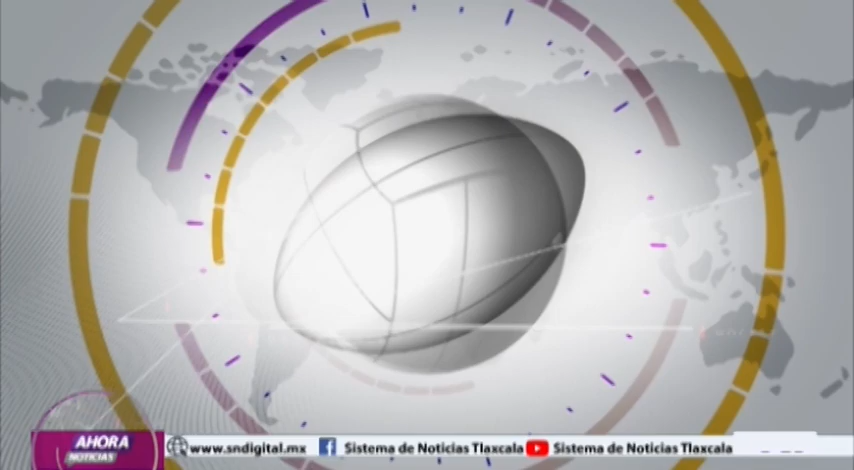 AHORA
NOTICIAS
www.sndigital.mx Sistema de Noticias Tlaxcala Sistema de Noticias Tlaxcala